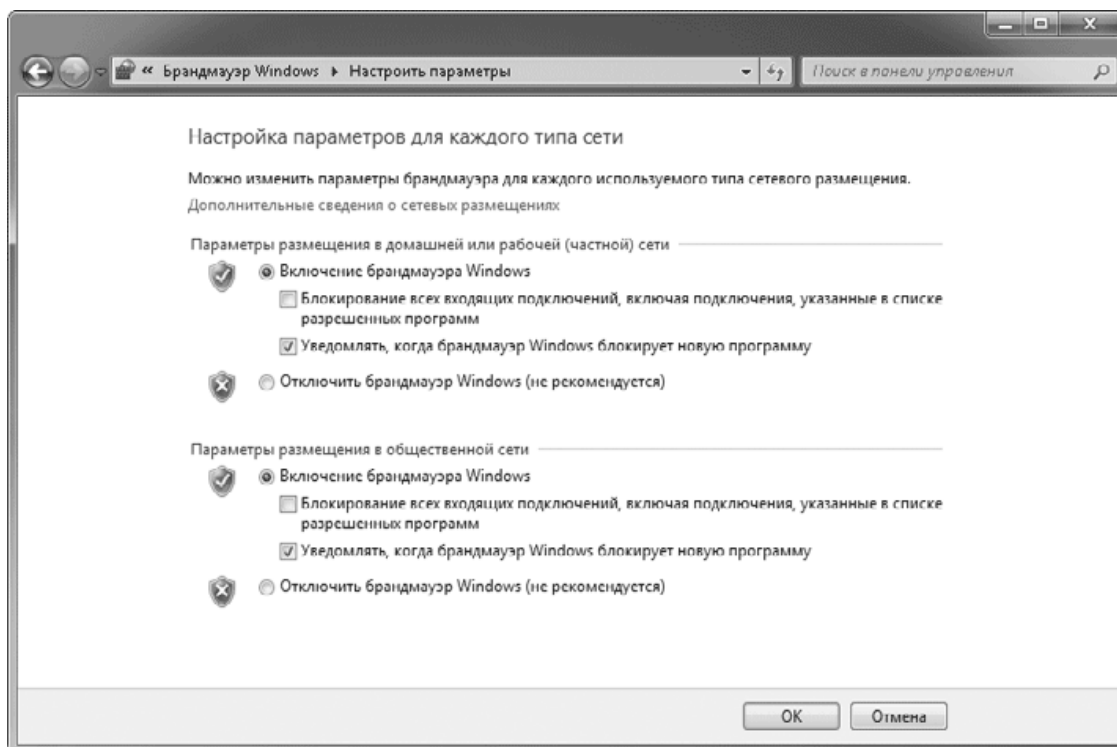 « Брандмауэр Windows ▸ Настроить параметры
Поиск в панели управления
Настройка параметров для каждого типа сети
Можно изменить параметры брандмауэра для каждого используемого типа сетевого размещения.
Дополнительные сведения о сетевых размещениях
Параметры размещения в домашней или рабочей (частной) сети
Включение брандмауэра Windows
Блокирование всех входящих подключений, включая подключения, указанные в списке
разрешенных программ
Уведомлять, когда брандмауэр Windows блокирует новую программу
Отключить брандмауэр Windows (не рекомендуется)
Параметры размещения в общественной сети
Включение брандмауэра Windows
Блокирование всех входящих подключений, включая подключения, указанные в списке
разрешенных программ
Уведомлять, когда брандмауэр Windows блокирует новую программу
Отключить брандмауэр Windows (не рекомендуется)
OK Отмена